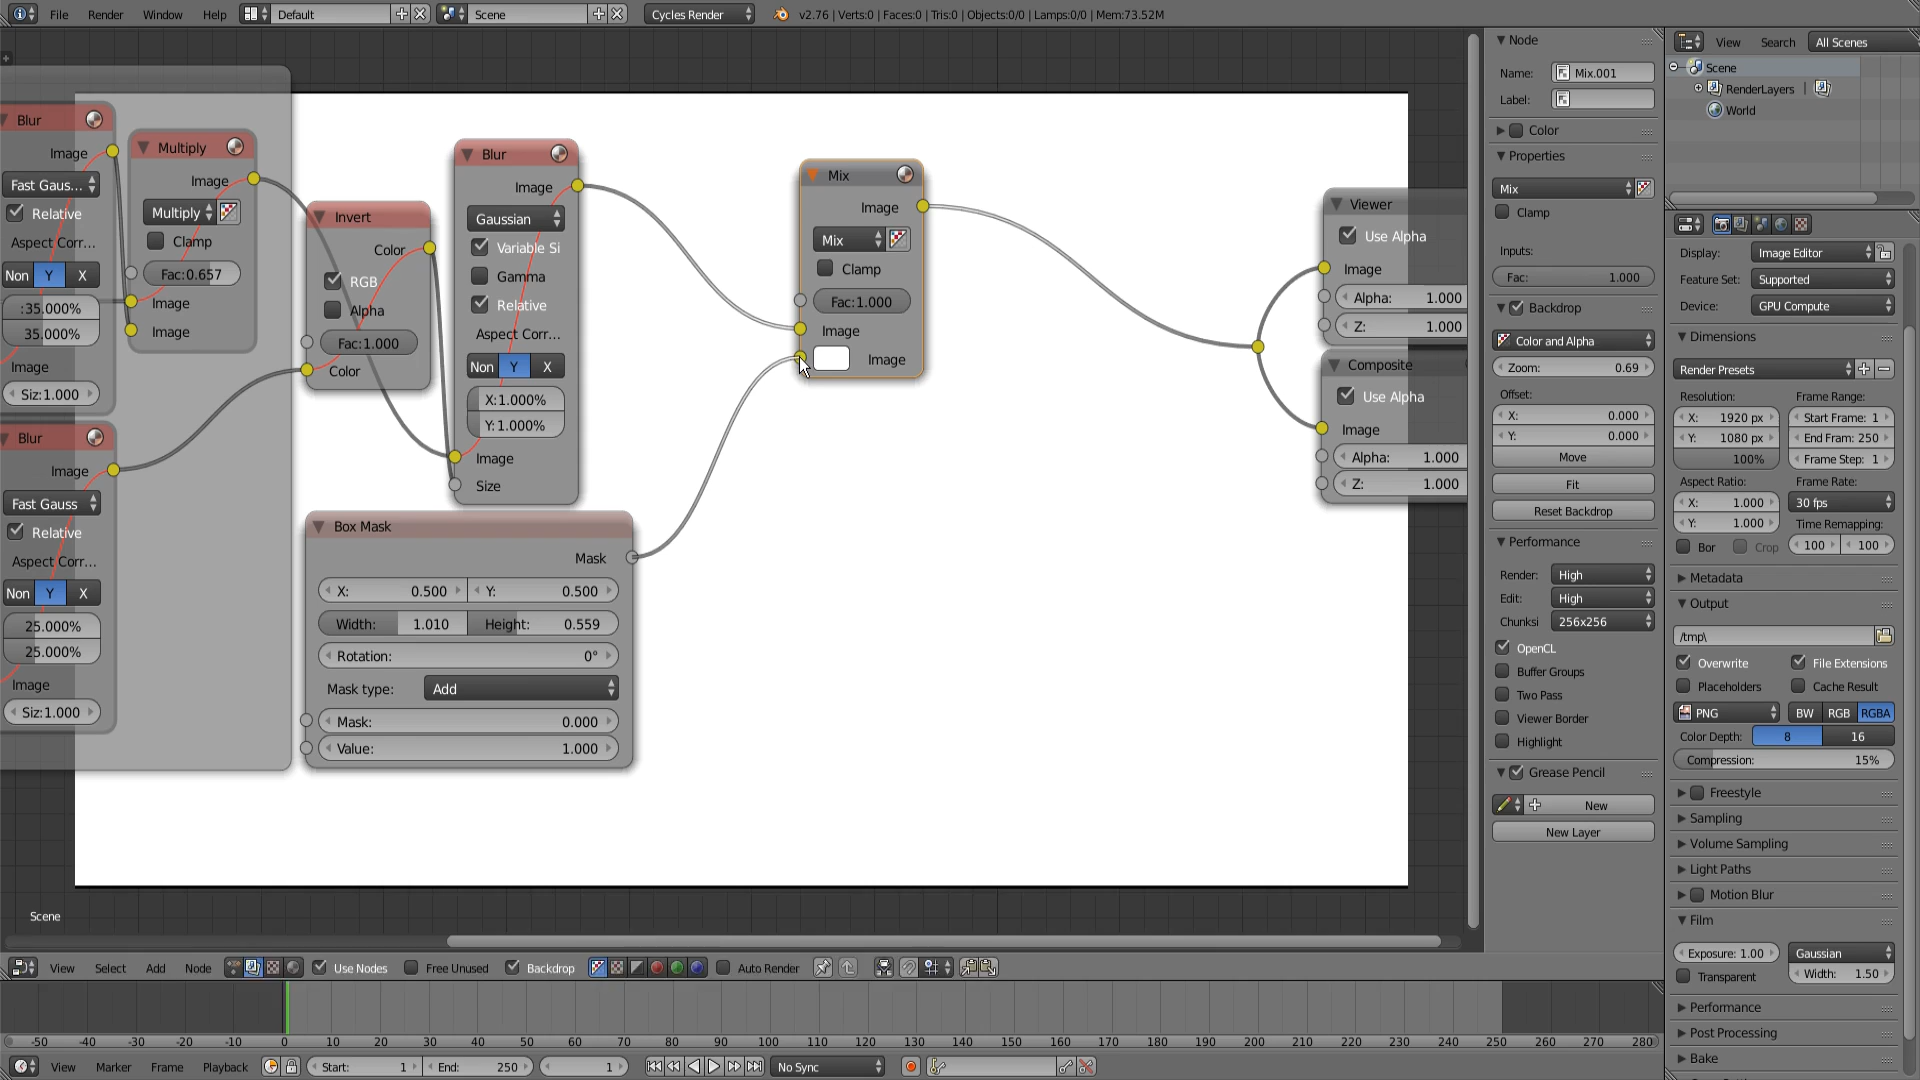 File Render Window Help Default Scene Cycles Render v2.76 | Verts:0 | Faces:0 | Tris:0 | Objects:0/0 | Lamps:0/0 | Mem:73.52M
Blur
Image
Fast Gaus...
Relative
Aspect Corr...
Non Y X
:35.000%
35.000%
Image
Siz:1.000
Blur
Image
Fast Gauss
Relative
Aspect Corr...
Non Y X
25.000%
25.000%
Image
Siz:1.000
Multiply
Image
Multiply
Clamp
Fac:0.657
Image
Image
Invert
Color
RGB
Alpha
Fac:1.000
Color
Blur
Image
Gaussian
Variable Si
Gamma
Relative
Aspect Corr...
Non Y X
X:1.000%
Y:1.000%
Image
Size
Box Mask
Mask
X: 0.500 Y: 0.500
Width: 1.010 Height: 0.559
Rotation: 0°
Mask type: Add
Mask: 0.000
Value: 1.000
Mix
Image
Mix
Clamp
Fac:1.000
Image
Image
Viewer
Use Alpha
Image
Alpha: 1.000
Z: 1.000
Composite
Use Alpha
Image
Alpha: 1.000
Z: 1.000
Scene
Node
Name: Mix.001
Label:
Color
Properties
Mix
Clamp
Inputs:
Fac: 1.000
Backdrop
Color and Alpha
Zoom: 0.69
Offset:
X: 0.000
Y: 0.000
Move
Fit
Reset Backdrop
Performance
Render: High
Edit: High
Chunksi 256x256
OpenCL
Buffer Groups
Two Pass
Viewer Border
Highlight
Grease Pencil
New
New Layer
View Search All Scenes
Scene
RenderLayers |
World
Display: Image Editor
Feature Set: Supported
Device: GPU Compute
Dimensions
Render Presets
Resolution: Frame Range:
X: 1920 px Start Frame: 1
Y: 1080 px End Fram: 250
100% Frame Step: 1
Aspect Ratio: Frame Rate:
X: 1.000 30 fps
Y: 1.000 Time Remapping:
Bor Crop 100 100
Metadata
Output
/tmp\
Overwrite File Extensions
Placeholders Cache Result
PNG BW RGB RGBA
Color Depth: 8 16
Compression: 15%
Freestyle
Sampling
Volume Sampling
Light Paths
Motion Blur
Film
Exposure: 1.00 Gaussian
Transparent Width: 1.50
Performance
Post Processing
Bake
View Select Add Node Use Nodes Free Unused Backdrop Auto Render
-50 -40 -30 -20 -10 0 10 20 30 40 50 60 70 80 90 100 110 120 130 140 150 160 170 180 190 200 210 220 230 240 250 260 270 280
View Marker Frame Playback Start: 1 End: 250 1 No Sync